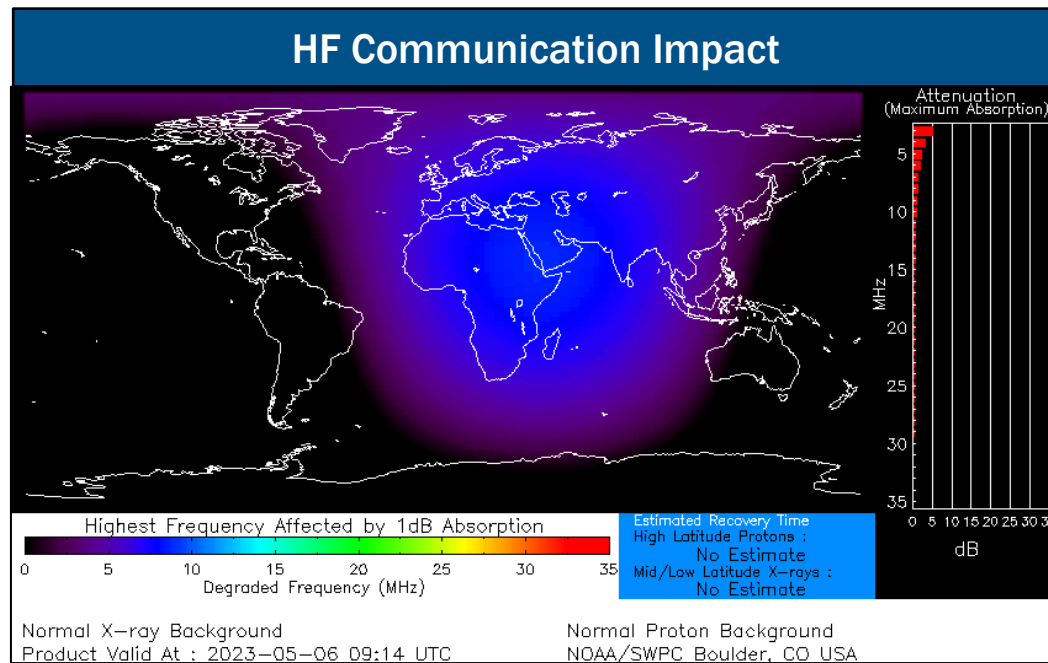 HF Communication Impact
Attenuation
(Maximum Absorption)
5
10
15
20
25
30
35
MHz
0 5 10 15 20 25 30 3
dB
Highest Frequency Affected by 1dB Absorption
0 5 10 15 20 25 30 35
Degraded Frequency (MHz)
Estimated Recovery Time
High Latitude Protons :
No Estimate
Mid/Low Latitude X-rays :
No Estimate
Normal X-ray Background
Normal Proton Background
Product Valid At : 2023-05-06 09:14 UTC
NOAA/SWPC Boulder, CO USA